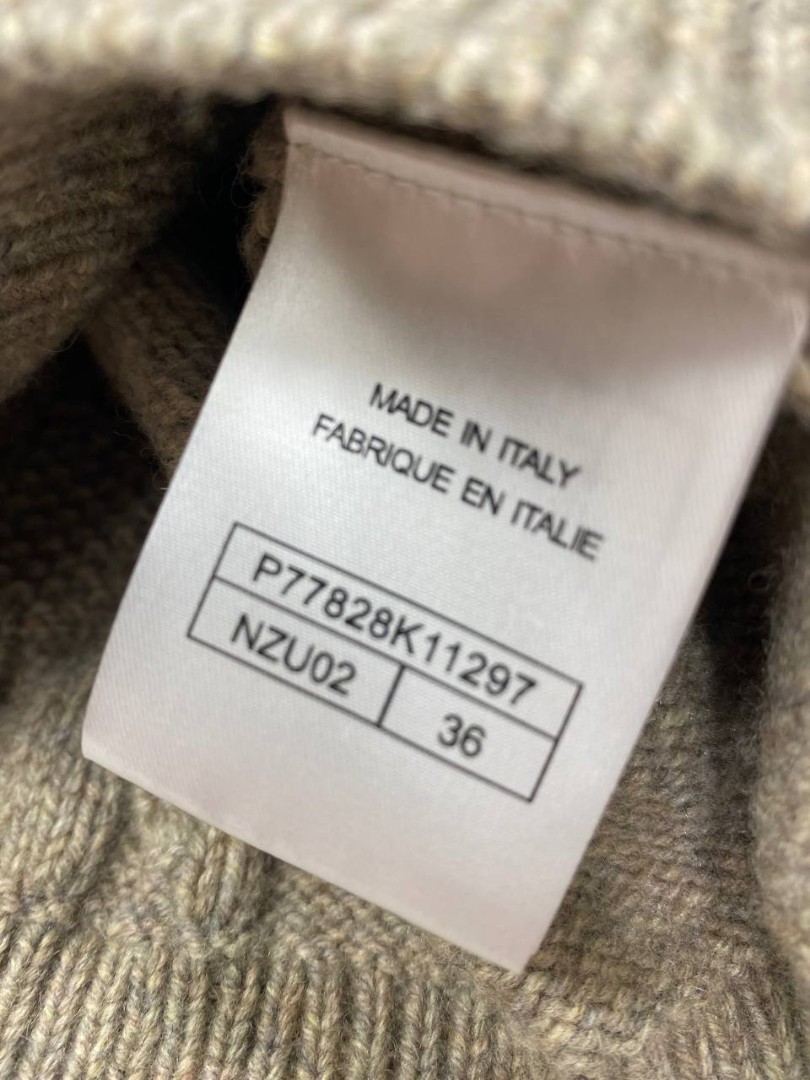 MADE IN ITALY
FABRIQUE EN ITALIE
P77828K11297
NZU02 36